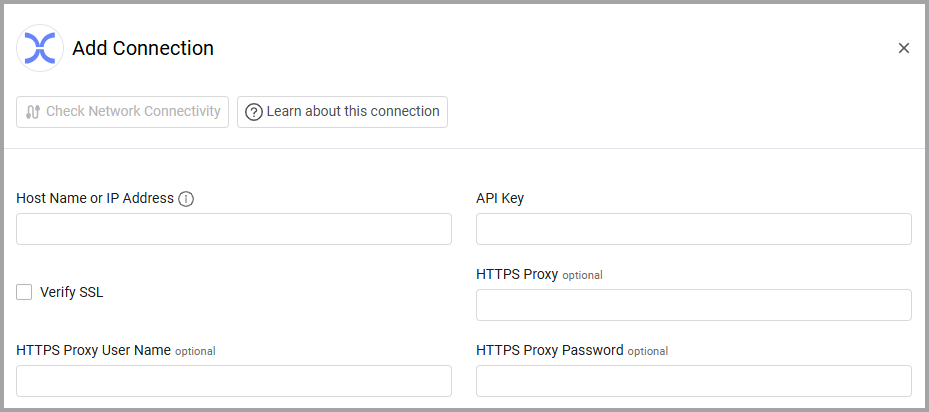 Add Connection
Check Network Connectivity
Learn about this connection
Host Name or IP Address
API Key
Verify SSL
HTTPS Proxy optional
HTTPS Proxy User Name optional
HTTPS Proxy Password optional